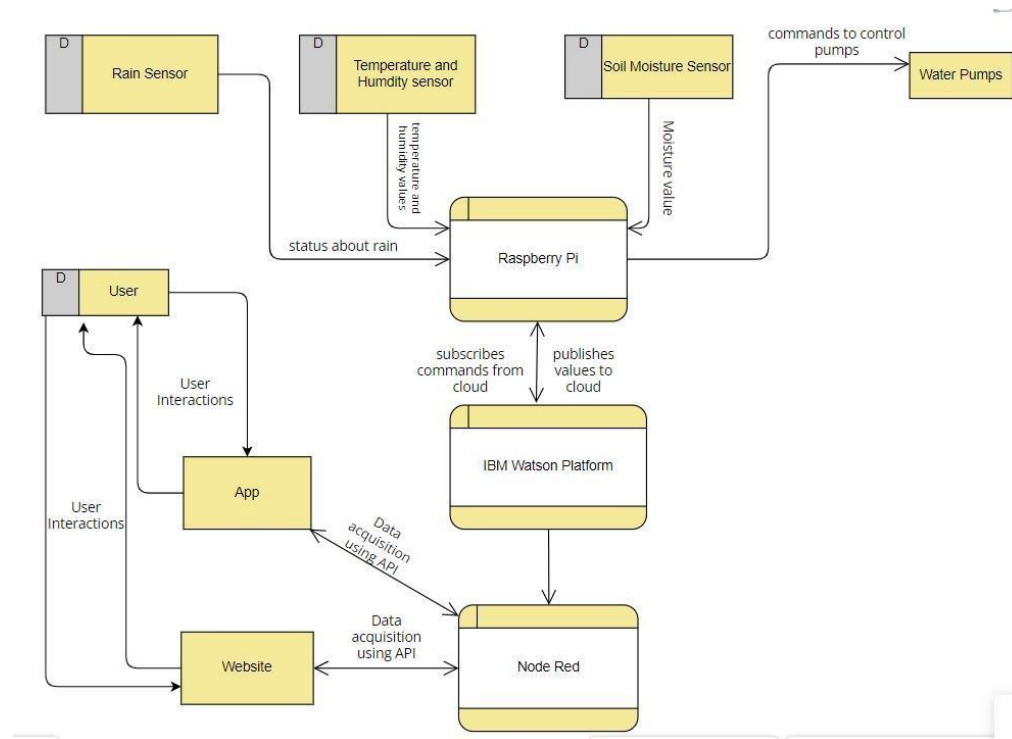 commands to control
pumps
D
Rain Sensor
D
Temperature and
Humdity sensor
D
Soil Moisture Sensor
Water Pumps
temperature and
humidity values
Moisture value
status about rain
Raspberry Pi
D
User
subscribes
commands from
cloud
publishes
values to
cloud
User
Interactions
IBM Watson Platform
App
User
Interactions
Data
acquisition
using API
Data
acquisition
using API
Website
Node Red